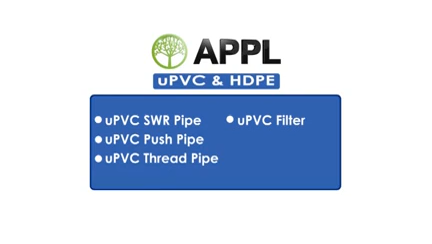 APPL
uPVC & HDPE
uPVC SWR Pipe
uPVC Push Pipe
uPVC Thread Pipe
uPVC Filter